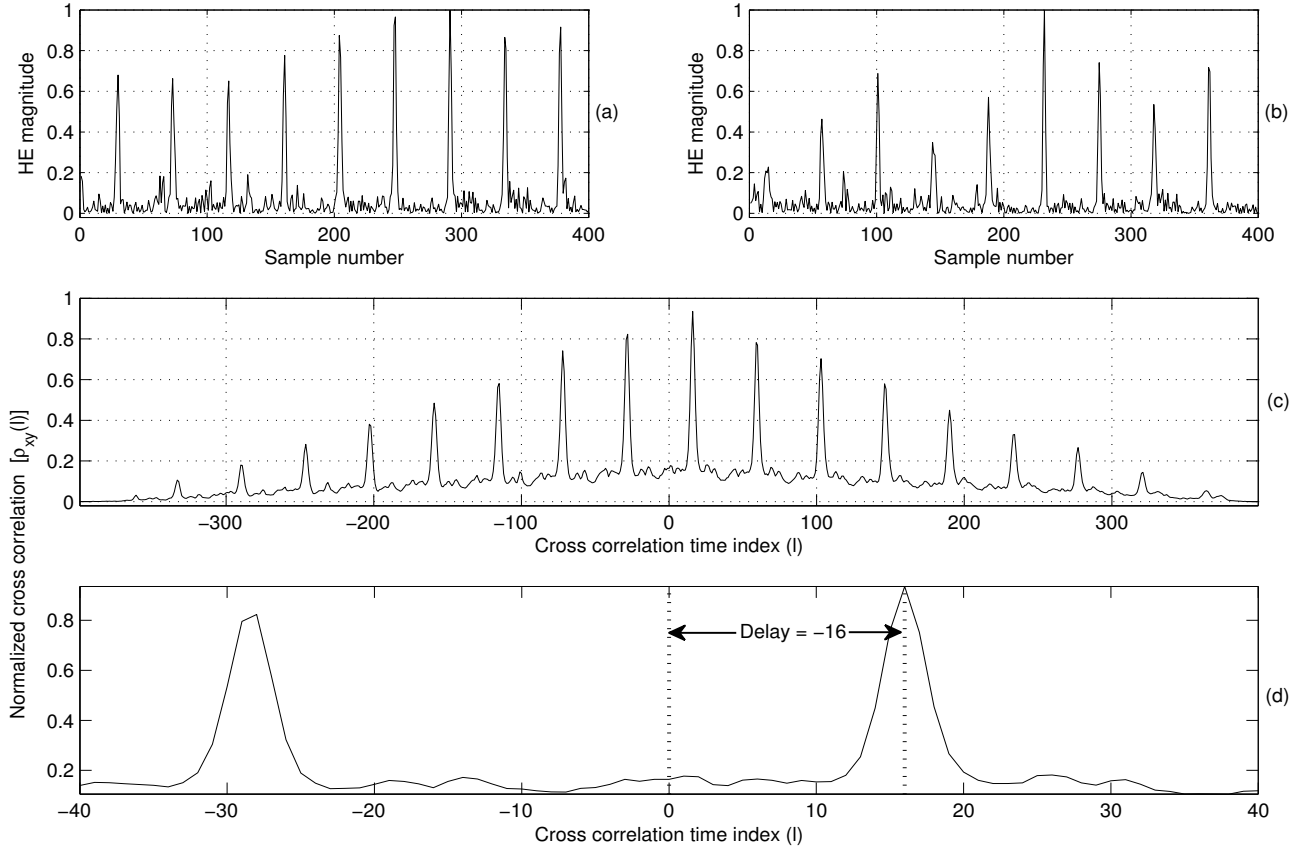 1
0.8
0.6
0.4
0.2
0
HE magnitude
0 100 200 300 400
Sample number
(a)
1
0.8
0.6
0.4
0.2
0
HE magnitude
0 100 200 300 400
Sample number
(b)
1
0.8
0.6
0.4
0.2
0
−300 −200 −100 0 100 200 300
Cross correlation time index (l)
(c)
Normalized cross correlation [ρxy(l)]
0.8
0.6
0.4
0.2
Delay = −16
−40 −30 −20 −10 0 10 20 30 40
Cross correlation time index (l)
(d)